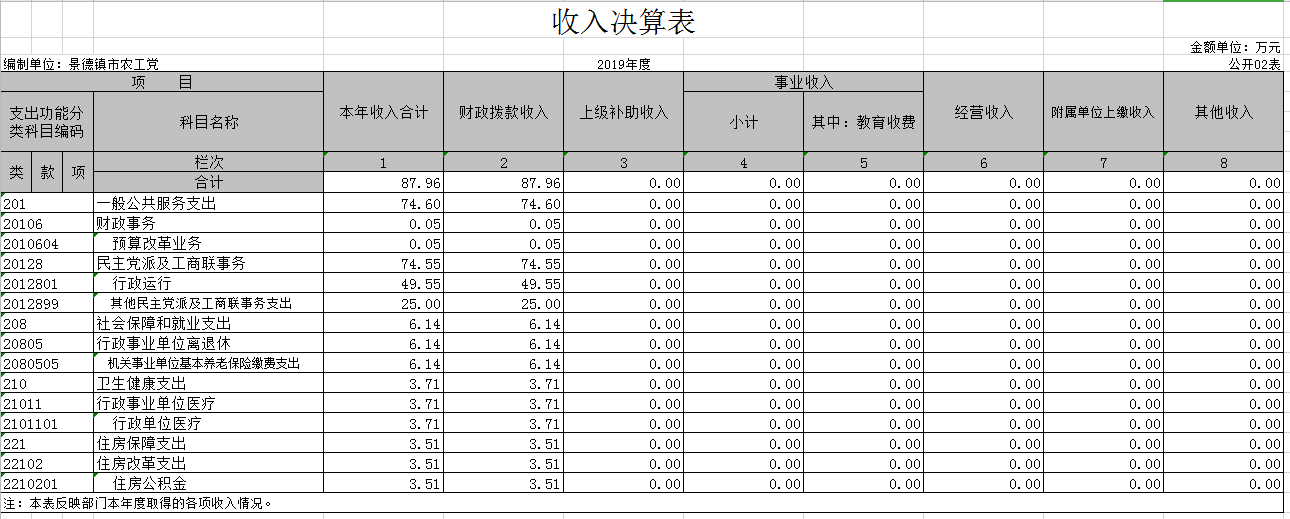 收入决算表
金额单位：万元
编制单位：景德镇市农工党 2019年度 公开02表
项 目 本年收入合计 财政拨款收入 上级补助收入 事业收入 经营收入 附属单位上缴收入 其他收入
支出功能分类科目编码 科目名称 小计 其中：教育收费
类 款 项 栏次 1 2 3 4 5 6 7 8
合计 87.96 87.96 0.00 0.00 0.00 0.00 0.00 0.00
201 一般公共服务支出 74.60 74.60 0.00 0.00 0.00 0.00 0.00 0.00
20106 财政事务 0.05 0.05 0.00 0.00 0.00 0.00 0.00 0.00
2010604 预算改革业务 0.05 0.05 0.00 0.00 0.00 0.00 0.00 0.00
20128 民主党派及工商联事务 74.55 74.55 0.00 0.00 0.00 0.00 0.00 0.00
2012801 行政运行 49.55 49.55 0.00 0.00 0.00 0.00 0.00 0.00
2012899 其他民主党派及工商联事务支出 25.00 25.00 0.00 0.00 0.00 0.00 0.00 0.00
208 社会保障和就业支出 6.14 6.14 0.00 0.00 0.00 0.00 0.00 0.00
20805 行政事业单位离退休 6.14 6.14 0.00 0.00 0.00 0.00 0.00 0.00
2080505 机关事业单位基本养老保险缴费支出 6.14 6.14 0.00 0.00 0.00 0.00 0.00 0.00
210 卫生健康支出 3.71 3.71 0.00 0.00 0.00 0.00 0.00 0.00
21011 行政事业单位医疗 3.71 3.71 0.00 0.00 0.00 0.00 0.00 0.00
2101101 行政单位医疗 3.71 3.71 0.00 0.00 0.00 0.00 0.00 0.00
221 住房保障支出 3.51 3.51 0.00 0.00 0.00 0.00 0.00 0.00
22102 住房改革支出 3.51 3.51 0.00 0.00 0.00 0.00 0.00 0.00
2210201 住房公积金 3.51 3.51 0.00 0.00 0.00 0.00 0.00 0.00
注：本表反映部门本年度取得的各项收入情况。